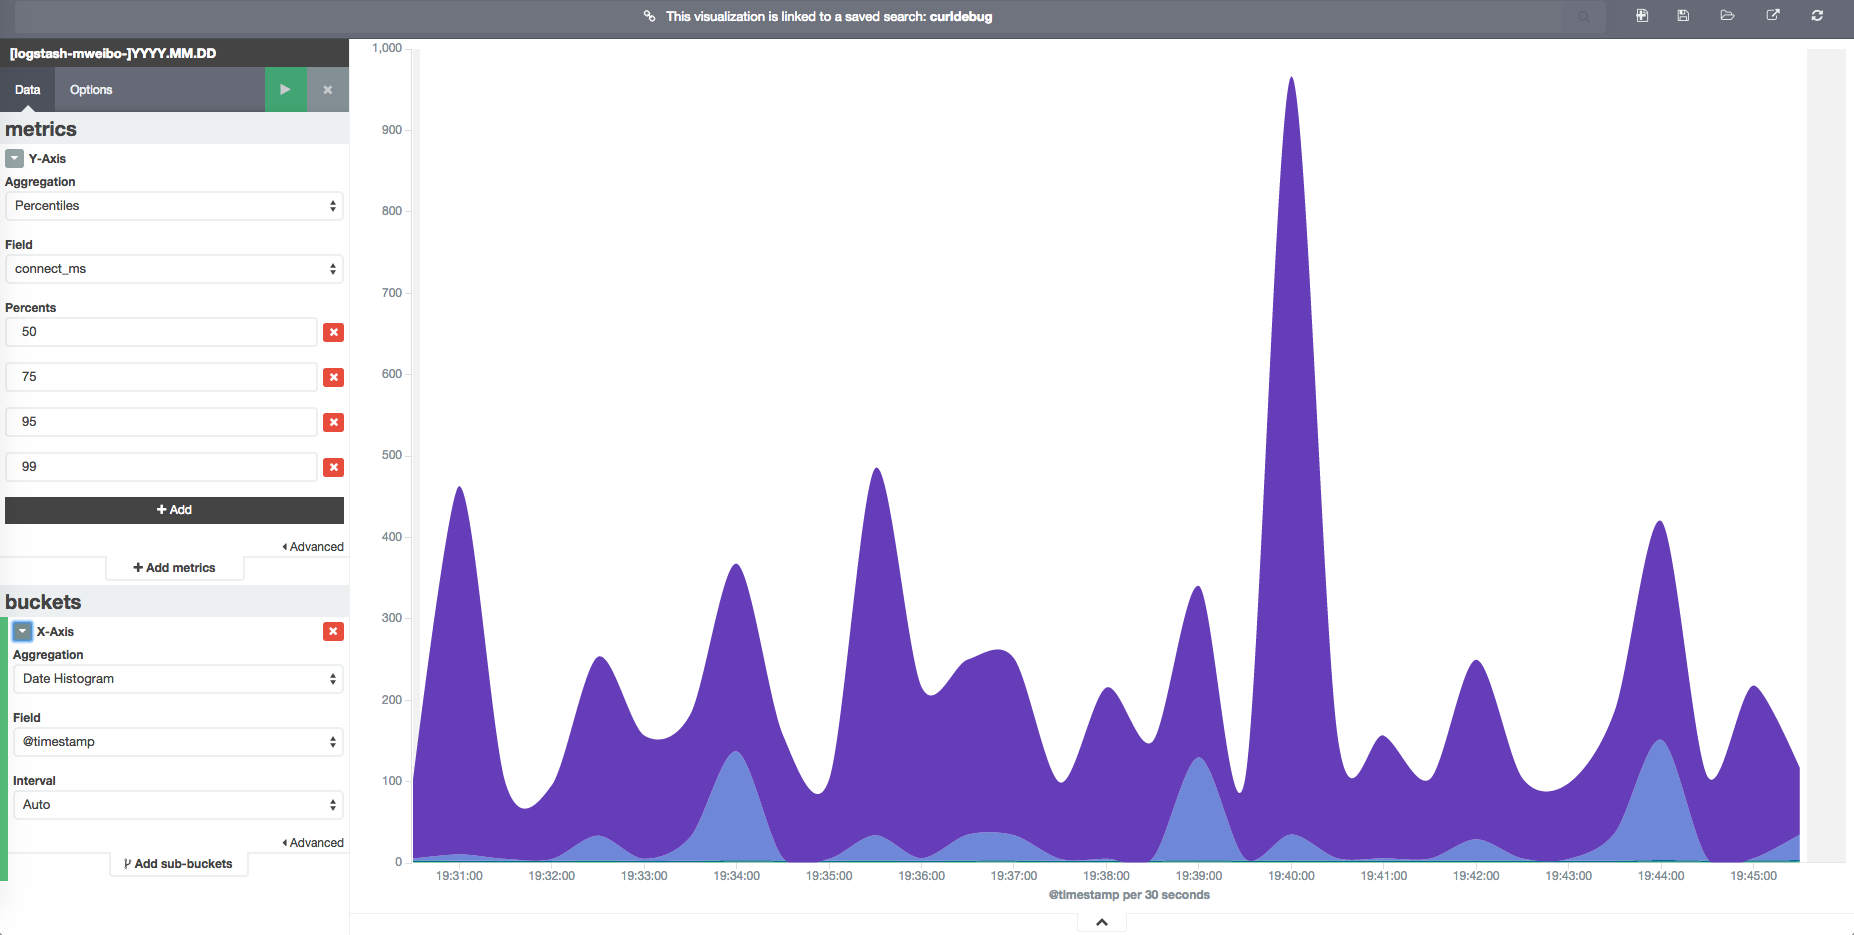 This visualization is linked to a saved search: curldebug
[logstash-mweibo-]YYYY.MM.DD
Data Options
metrics
Y-Axis
Aggregation
Percentiles
Field
connect_ms
Percents
50
75
95
99
Add
Advanced
Add metrics
buckets
X-Axis
Aggregation
Date Histogram
Field
@timestamp
Interval
Auto
Advanced
Add sub-buckets
1,000
900
800
700
600
500
400
300
200
100
0
19:31:00 19:32:00 19:33:00 19:34:00 19:35:00 19:36:00 19:37:00 19:38:00 19:39:00 19:40:00 19:41:00 19:42:00 19:43:00 19:44:00 19:45:00
@timestamp per 30 seconds